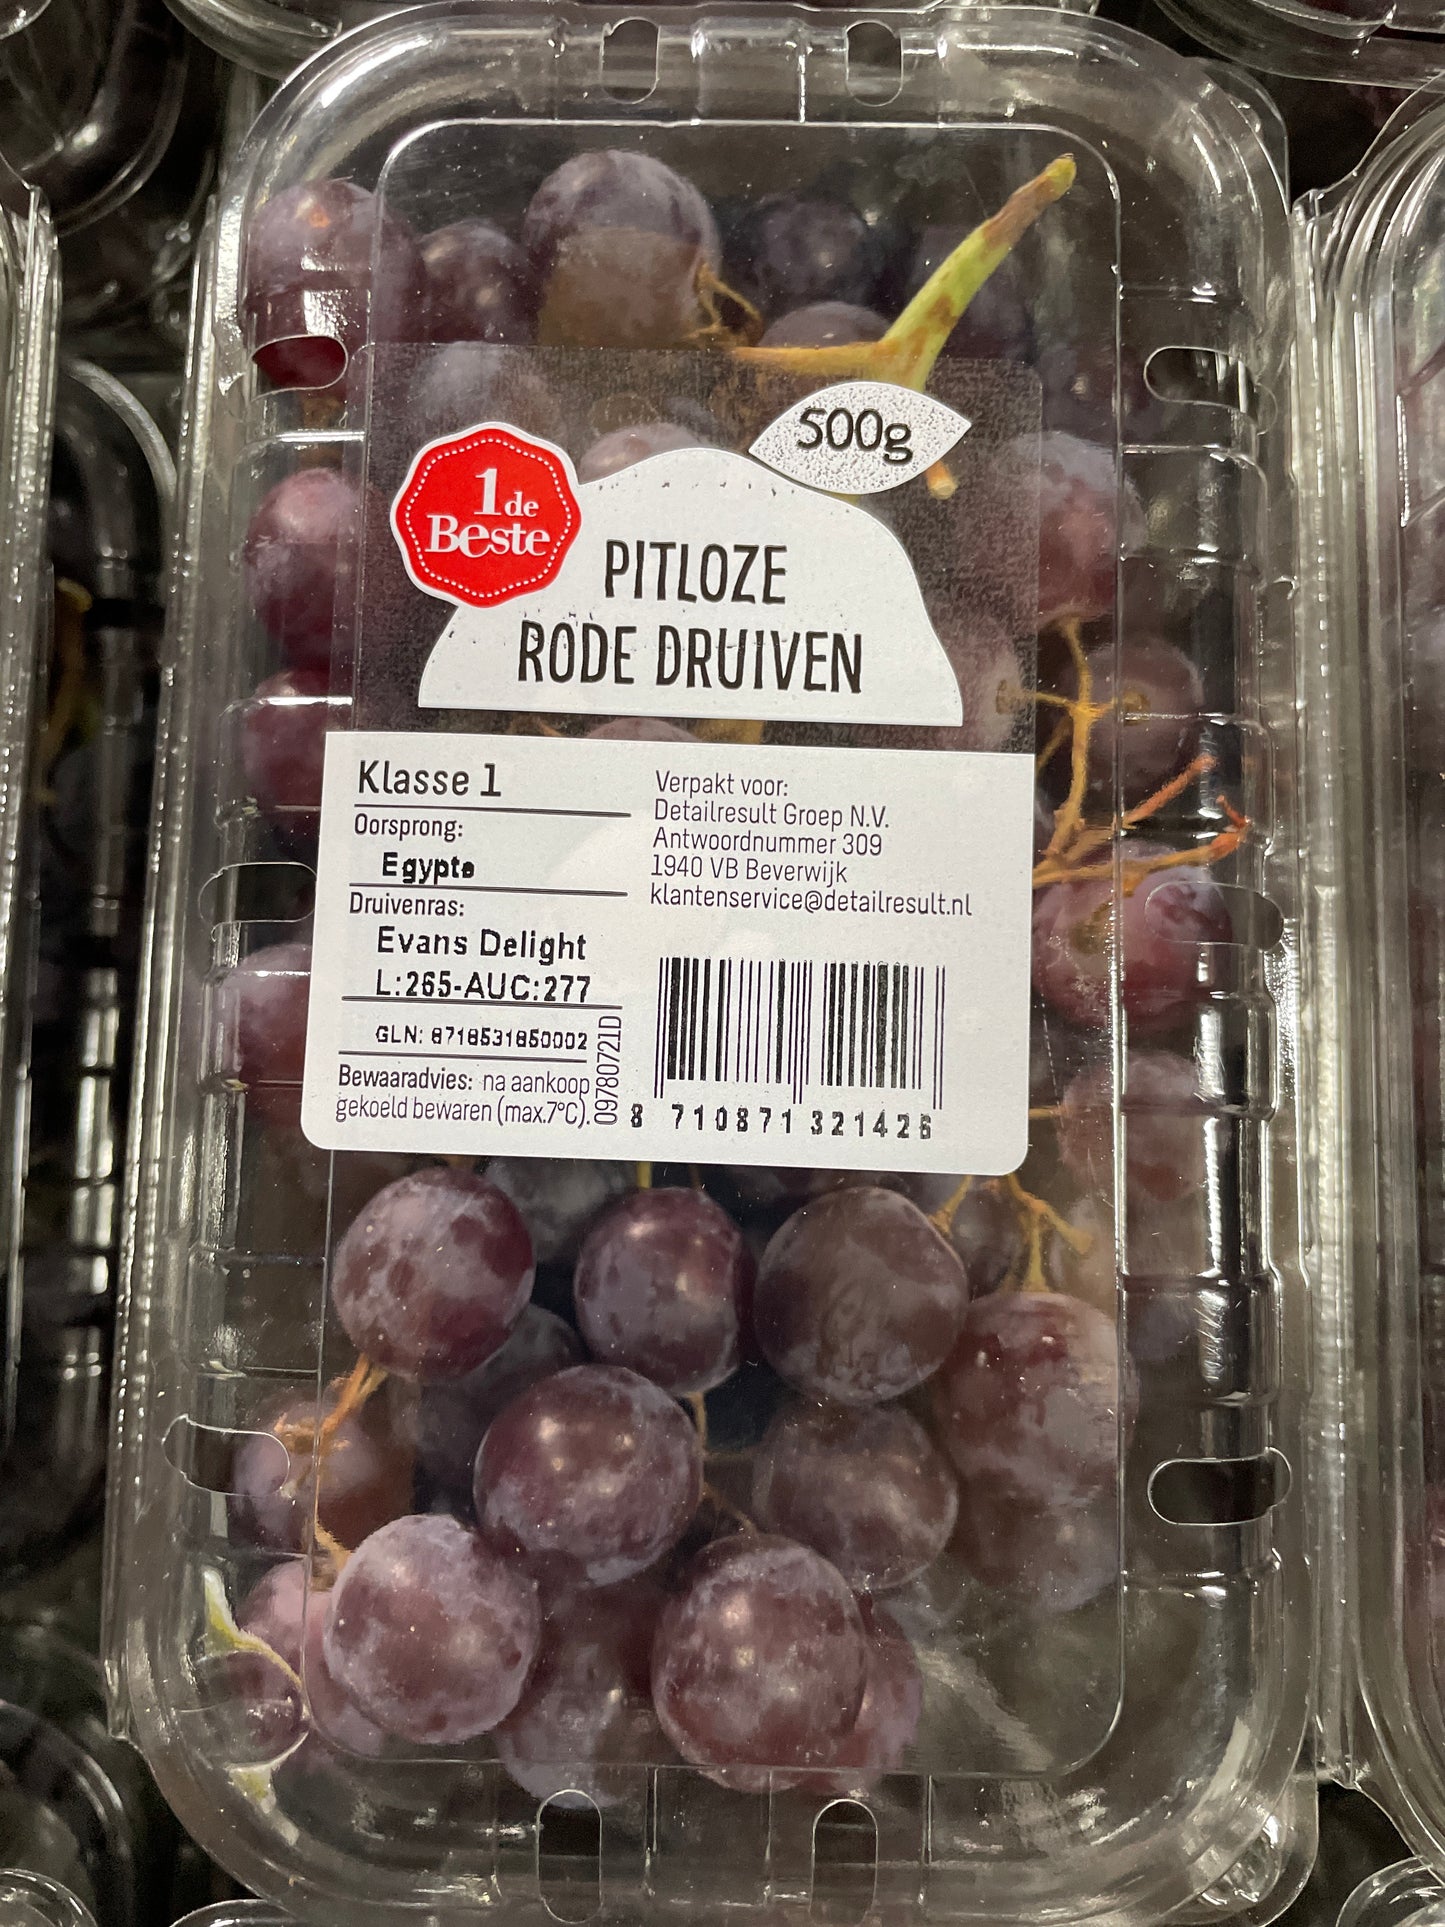 500g
1de
Beste
PITLOZE
RODE DRUIVEN
Klasse 1
Oorsprong:
Egypte
Druivenras:
Evans Delight
L:265-AUC:277
GLN: 8718531850002
Bewaaradvies: na aankoop
gekoeld bewaren (max.7°C).
09780721D
Verpakt voor:
Detailresult Groep N.V.
Antwoordnummer 309
1940 VB Beverwijk
klantenservice@detailresult.nl
8 710871 321426